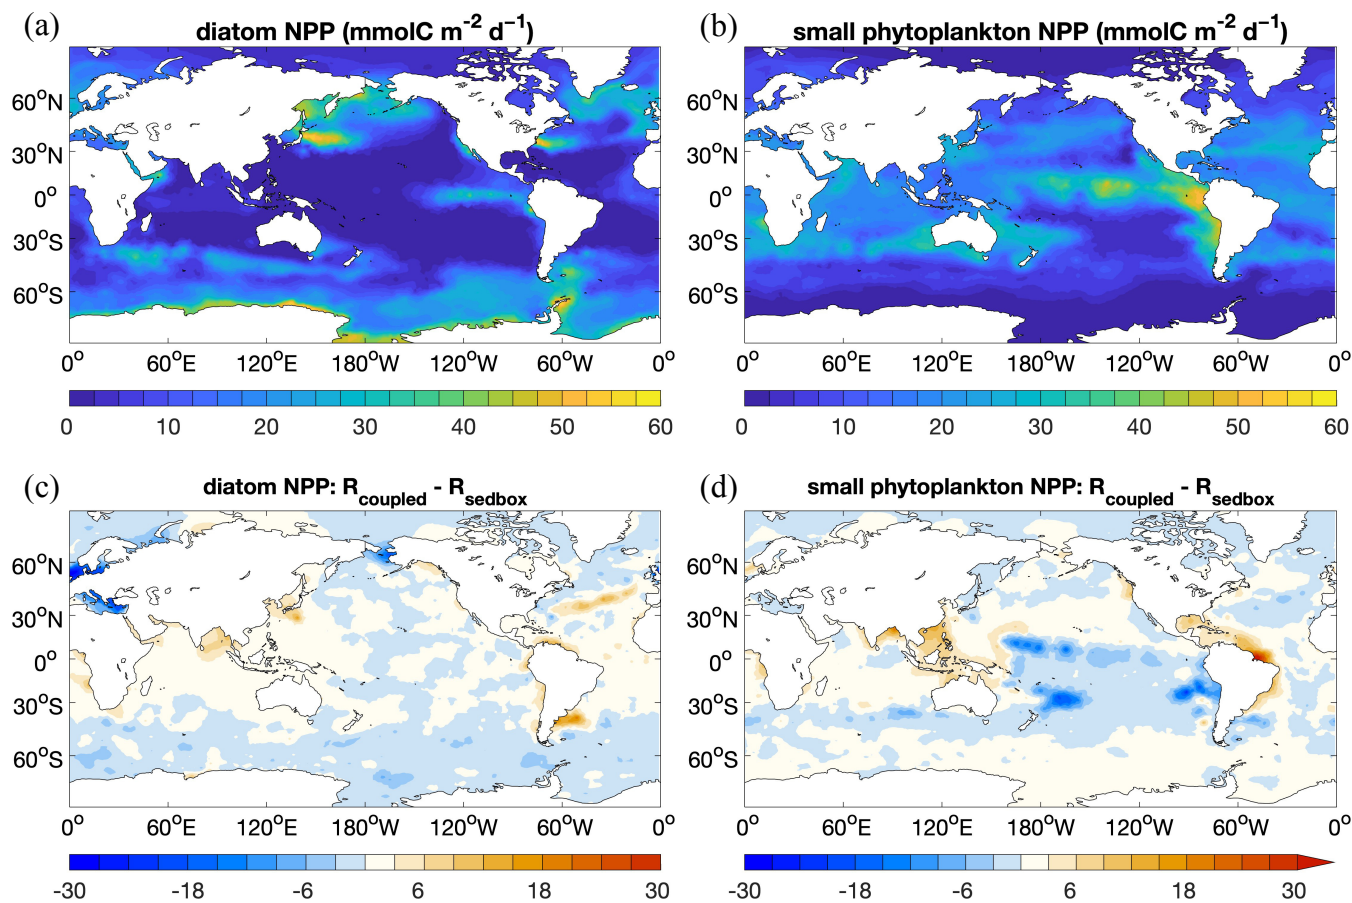 (a) diatom NPP (mmolC m⁻² d⁻¹)
60°N
30°N
0°
30°S
60°S
0° 60°E 120°E 180°W 120°W 60°W 0°
0 10 20 30 40 50 60
(b) small phytoplankton NPP (mmolC m⁻² d⁻¹)
60°N
30°N
0°
30°S
60°S
0° 60°E 120°E 180°W 120°W 60°W 0°
0 10 20 30 40 50 60
(c) diatom NPP: R_coupled - R_sedbox
60°N
30°N
0°
30°S
60°S
0° 60°E 120°E 180°W 120°W 60°W 0°
-30 -18 -6 6 18 30
(d) small phytoplankton NPP: R_coupled - R_sedbox
60°N
30°N
0°
30°S
60°S
0° 60°E 120°E 180°W 120°W 60°W 0°
-30 -18 -6 6 18 30